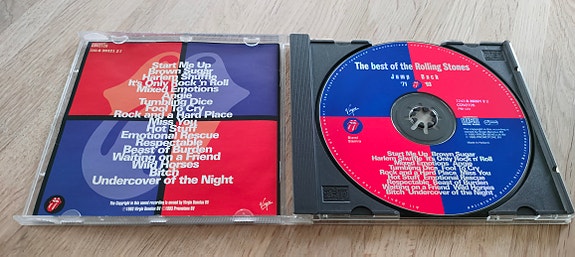 Start Me Up
Brown Sugar
Harlem Shuffle
It's Only Rock 'n Roll
Mixed Emotions
Angie
Tumbling Dice
Fool To Cry
Rock and a Hard Place
Miss You
Hot Stuff
Emotional Rescue
Respectable
Beast of Burden
Waiting on a Friend
Wild Horses
Bitch
Undercover of the Night
Virgin
The best of the Rolling Stones
Jump Back
'71 '93
Virgin
Start Me Up Brown Sugar
Harlem Shuffle It's Only Rock 'n' Roll
Mixed Emotions Angie
Tumbling Dice Fool To Cry
Rock and a Hard Place Miss You
Hot Stuff Emotional Rescue
Respectable Beast of Burden
Waiting on a Friend Wild Horses
Bitch Undercover of the Night